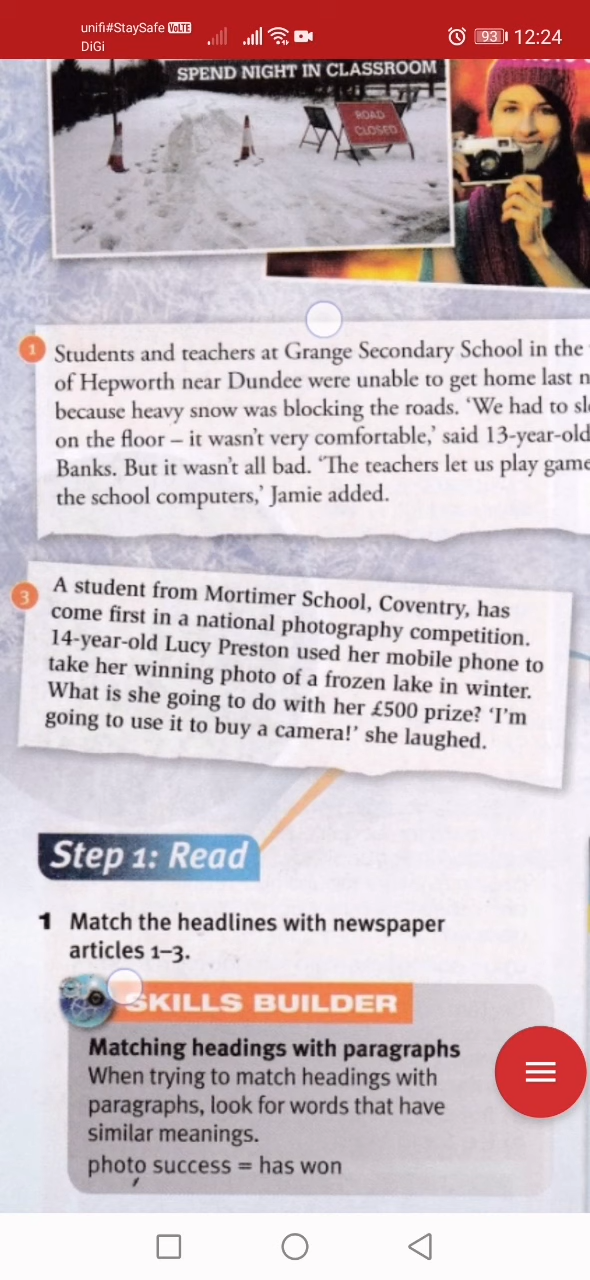 unifi#StaySafe VoLTE
DiGi
93
12:24
SPEND NIGHT IN CLASSROOM
ROAD
CLOSED
1
Students and teachers at Grange Secondary School in the
of Hepworth near Dundee were unable to get home last n
because heavy snow was blocking the roads. 'We had to sl
on the floor – it wasn't very comfortable,' said 13-year-old
Banks. But it wasn't all bad. 'The teachers let us play game
the school computers,' Jamie added.
3
A student from Mortimer School, Coventry, has
come first in a national photography competition.
14-year-old Lucy Preston used her mobile phone to
take her winning photo of a frozen lake in winter.
What is she going to do with her £500 prize? 'I'm
going to use it to buy a camera!' she laughed.
Step 1: Read
1 Match the headlines with newspaper
articles 1–3.
SKILLS BUILDER
Matching headings with paragraphs
When trying to match headings with
paragraphs, look for words that have
similar meanings.
photo success = has won